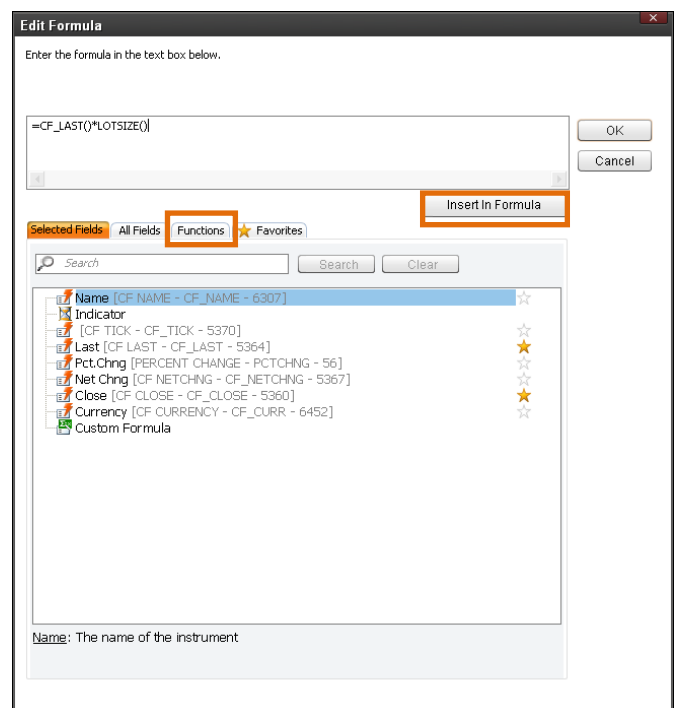 Edit Formula
Enter the formula in the text box below.
=CF_LAST()*LOTSIZE()
OK
Cancel
Insert In Formula
Selected Fields All Fields Functions Favorites
Search Search Clear
Name [CF NAME - CF_NAME - 6307]
Indicator
[CF TICK - CF_TICK - 5370]
Last [CF LAST - CF_LAST - 5364]
Pct.Chng [PERCENT CHANGE - PCTCHNG - 56]
Net Chng [CF NETCHNG - CF_NETCHNG - 5367]
Close [CF CLOSE - CF_CLOSE - 5360]
Currency [CF CURRENCY - CF_CURR - 6452]
Custom Formula
Name: The name of the instrument